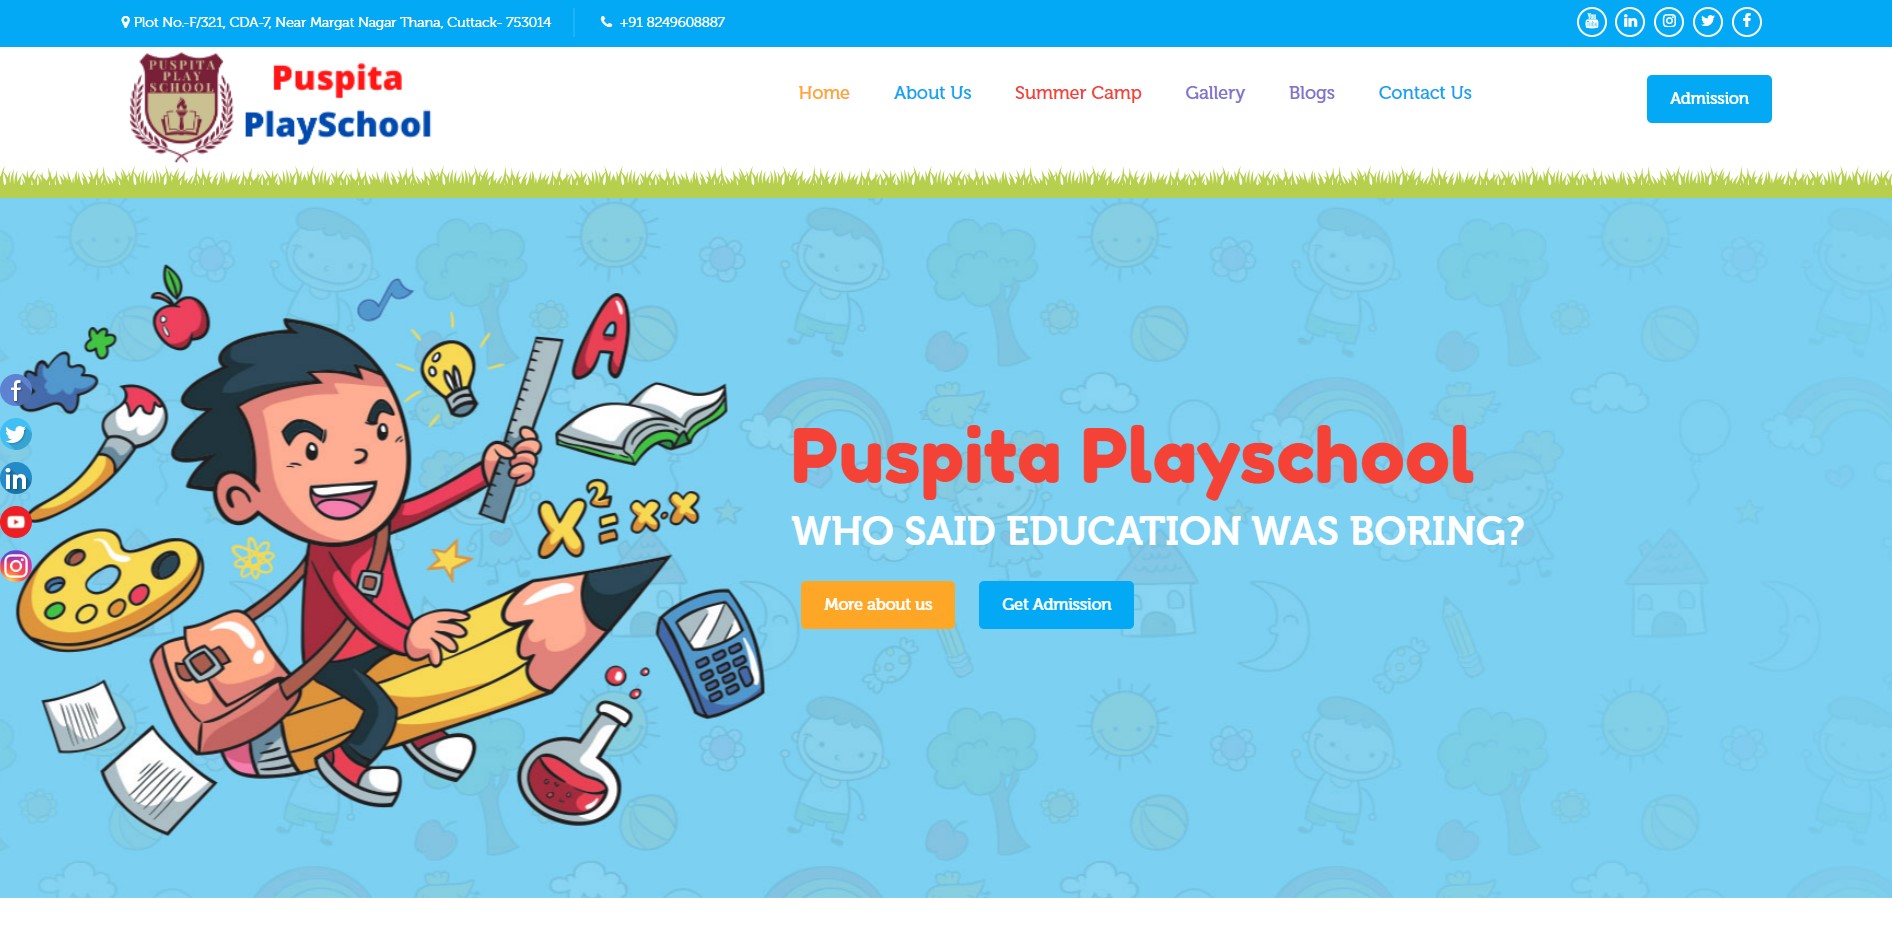 Plot No.-F/321, CDA-7, Near Margat Nagar Thana, Cuttack- 753014
+91 8249608887
PUSPITA
PLAY
SCHOOL
Puspita
PlaySchool
Home
About Us
Summer Camp
Gallery
Blogs
Contact Us
Admission
A
X² = x·x
Puspita Playschool
WHO SAID EDUCATION WAS BORING?
More about us
Get Admission